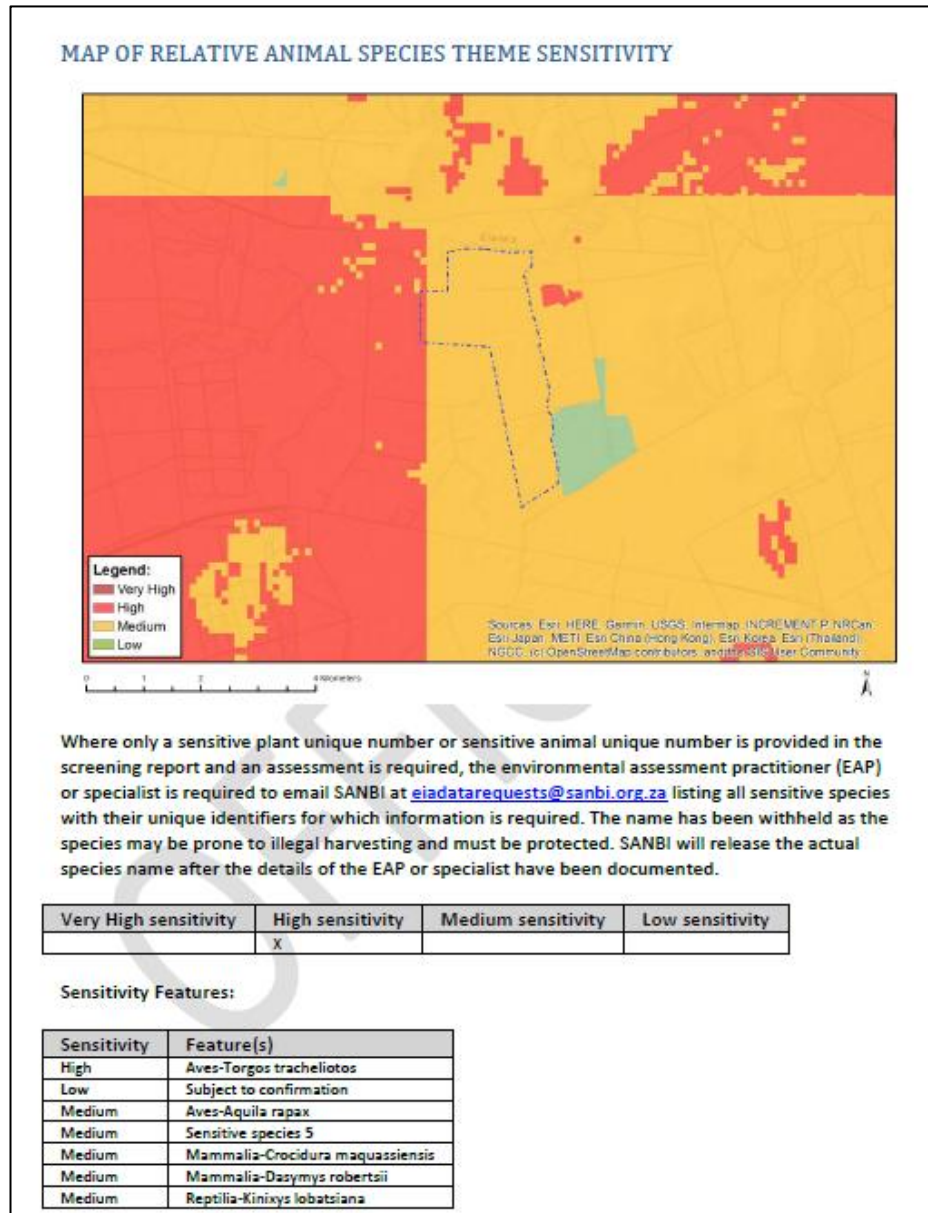 MAP OF RELATIVE ANIMAL SPECIES THEME SENSITIVITY
Legend:
Very High
High
Medium
Low
Sources: Esri, HERE, Garmin, USGS, Intermap, INCREMENT P, NRCan,
Esri Japan, METI, Esri China (Hong Kong), Esri Korea, Esri (Thailand),
NGCC, (c) OpenStreetMap contributors, and the GIS User Community
0 1 2 4 Kilometers
N
Where only a sensitive plant unique number or sensitive animal unique number is provided in the
screening report and an assessment is required, the environmental assessment practitioner (EAP)
or specialist is required to email SANBI at eiadatarequests@sanbi.org.za listing all sensitive species
with their unique identifiers for which information is required. The name has been withheld as the
species may be prone to illegal harvesting and must be protected. SANBI will release the actual
species name after the details of the EAP or specialist have been documented.
Very High sensitivity High sensitivity Medium sensitivity Low sensitivity
X
Sensitivity Features:
Sensitivity Feature(s)
High Aves-Torgos tracheliotos
Low Subject to confirmation
Medium Aves-Aquila rapax
Medium Sensitive species 5
Medium Mammalia-Crocidura maquassiensis
Medium Mammalia-Dasymys robertsii
Medium Reptilia-Kinixys lobatsiana